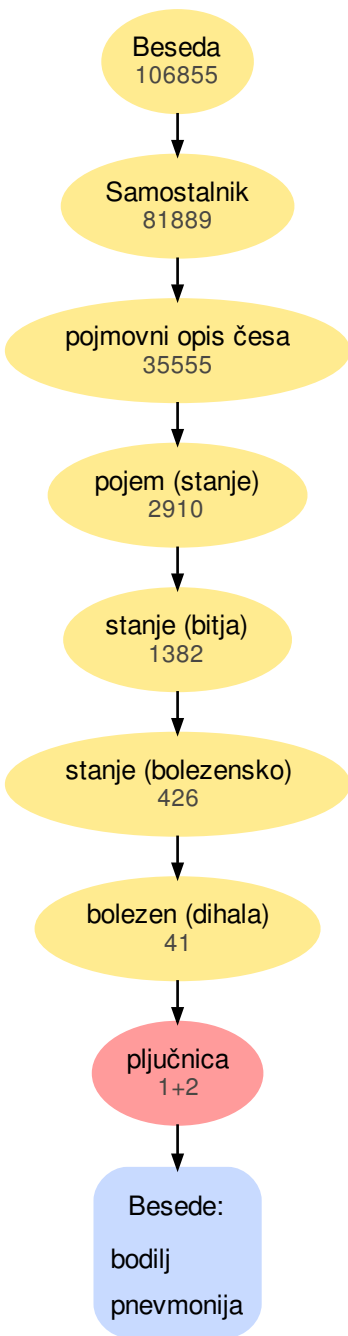 Beseda
106855
Samostalnik
81889
pojmovni opis česa
35555
pojem (stanje)
2910
stanje (bitja)
1382
stanje (bolezensko)
426
bolezen (dihala)
41
pljučnica
1+2
Besede:
bodilj
pnevmonija